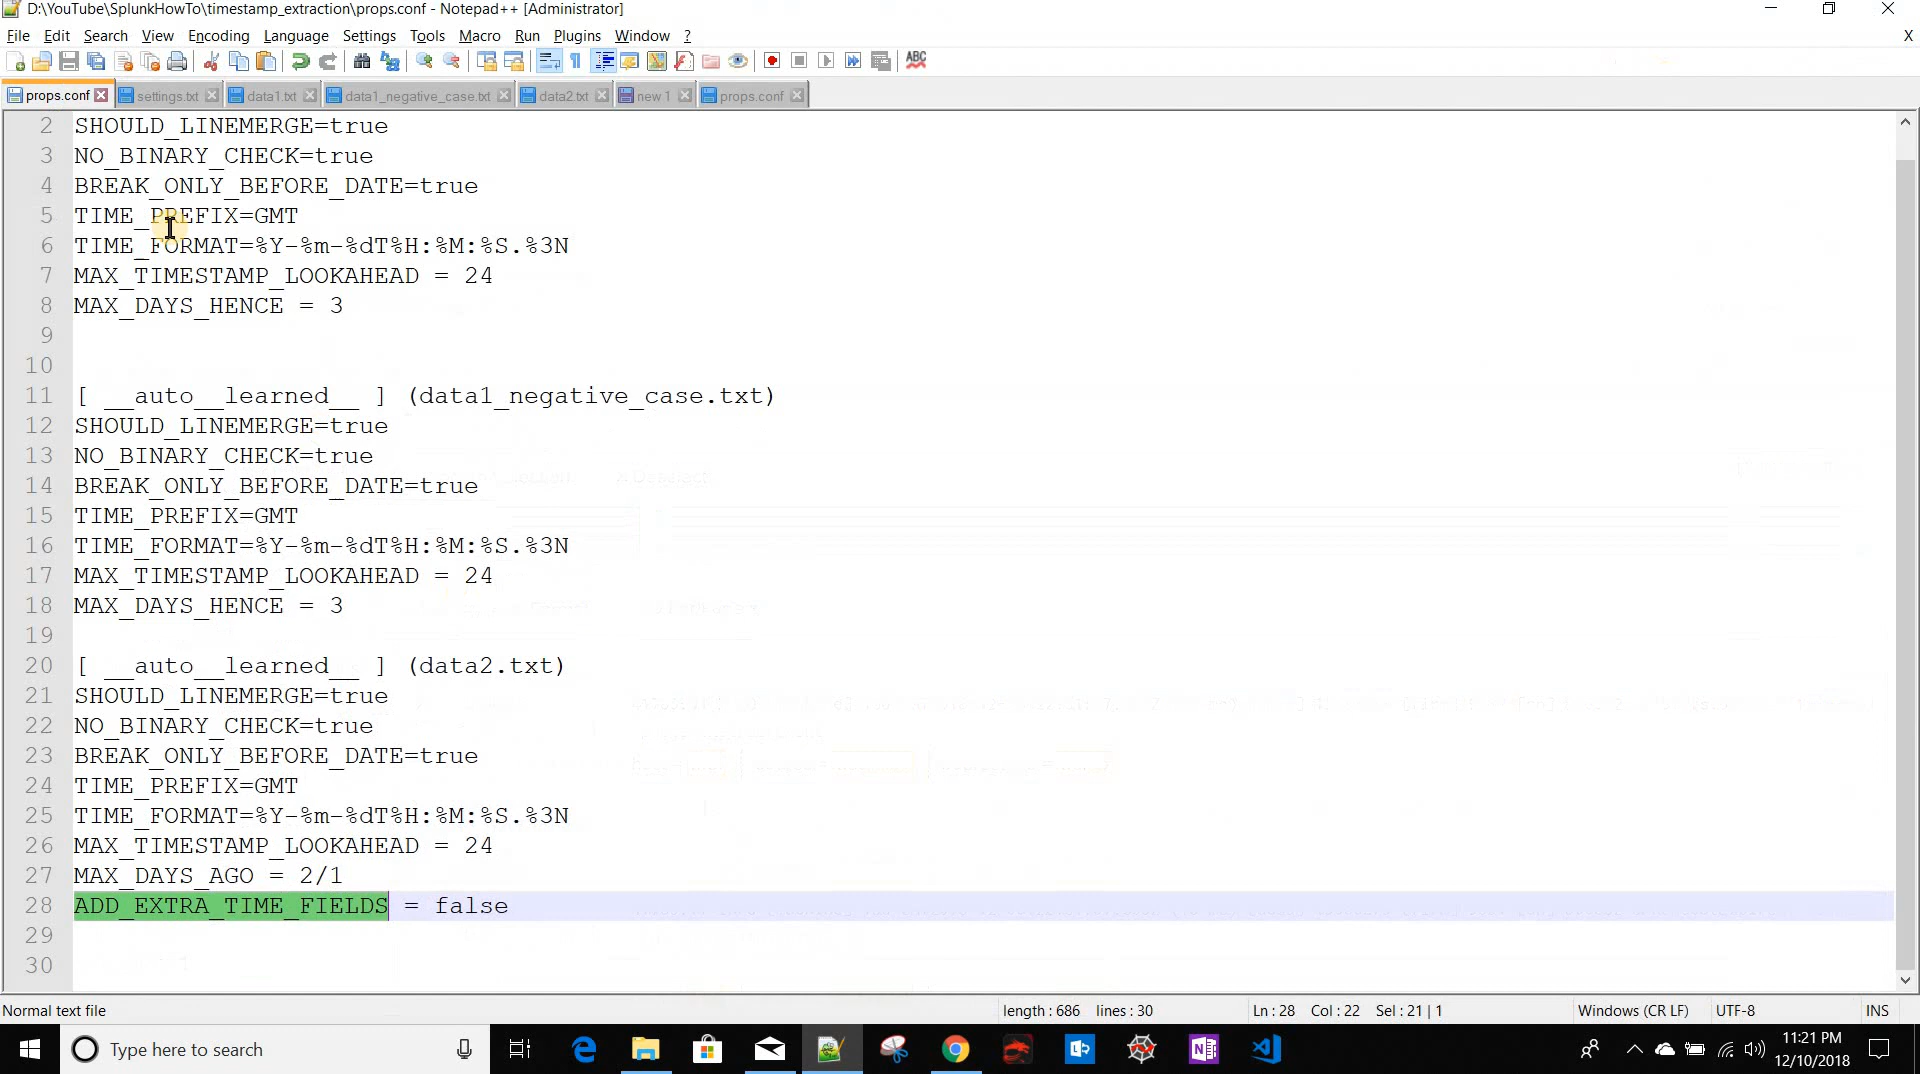 D:\YouTube\SplunkHowTo\timestamp_extraction\props.conf - Notepad++ [Administrator]
File Edit Search View Encoding Language Settings Tools Macro Run Plugins Window ? X
ABC
props.conf settings.txt data1.txt data1_negative_case.txt data2.txt new 1 props.conf
2 SHOULD_LINEMERGE=true
3 NO_BINARY_CHECK=true
4 BREAK_ONLY_BEFORE_DATE=true
5 TIME_PREFIX=GMT
6 TIME_FORMAT=%Y-%m-%dT%H:%M:%S.%3N
7 MAX_TIMESTAMP_LOOKAHEAD = 24
8 MAX_DAYS_HENCE = 3
9
10
11 [ __auto__learned__ ] (data1_negative_case.txt)
12 SHOULD_LINEMERGE=true
13 NO_BINARY_CHECK=true
14 BREAK_ONLY_BEFORE_DATE=true
15 TIME_PREFIX=GMT
16 TIME_FORMAT=%Y-%m-%dT%H:%M:%S.%3N
17 MAX_TIMESTAMP_LOOKAHEAD = 24
18 MAX_DAYS_HENCE = 3
19
20 [ __auto__learned__ ] (data2.txt)
21 SHOULD_LINEMERGE=true
22 NO_BINARY_CHECK=true
23 BREAK_ONLY_BEFORE_DATE=true
24 TIME_PREFIX=GMT
25 TIME_FORMAT=%Y-%m-%dT%H:%M:%S.%3N
26 MAX_TIMESTAMP_LOOKAHEAD = 24
27 MAX_DAYS_AGO = 2/1
28 ADD_EXTRA_TIME_FIELDS = false
29
30
Normal text file length : 686 lines : 30 Ln : 28 Col : 22 Sel : 21 | 1 Windows (CR LF) UTF-8 INS
Type here to search
11:21 PM
12/10/2018